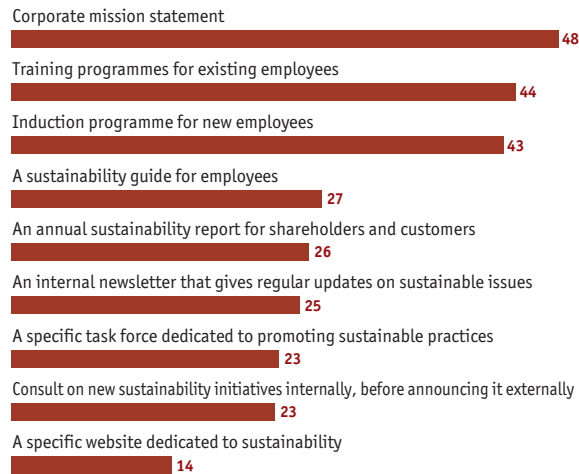 Corporate mission statement
48
Training programmes for existing employees
44
Induction programme for new employees
43
A sustainability guide for employees
27
An annual sustainability report for shareholders and customers
26
An internal newsletter that gives regular updates on sustainable issues
25
A specific task force dedicated to promoting sustainable practices
23
Consult on new sustainability initiatives internally, before announcing it externally
23
A specific website dedicated to sustainability
14